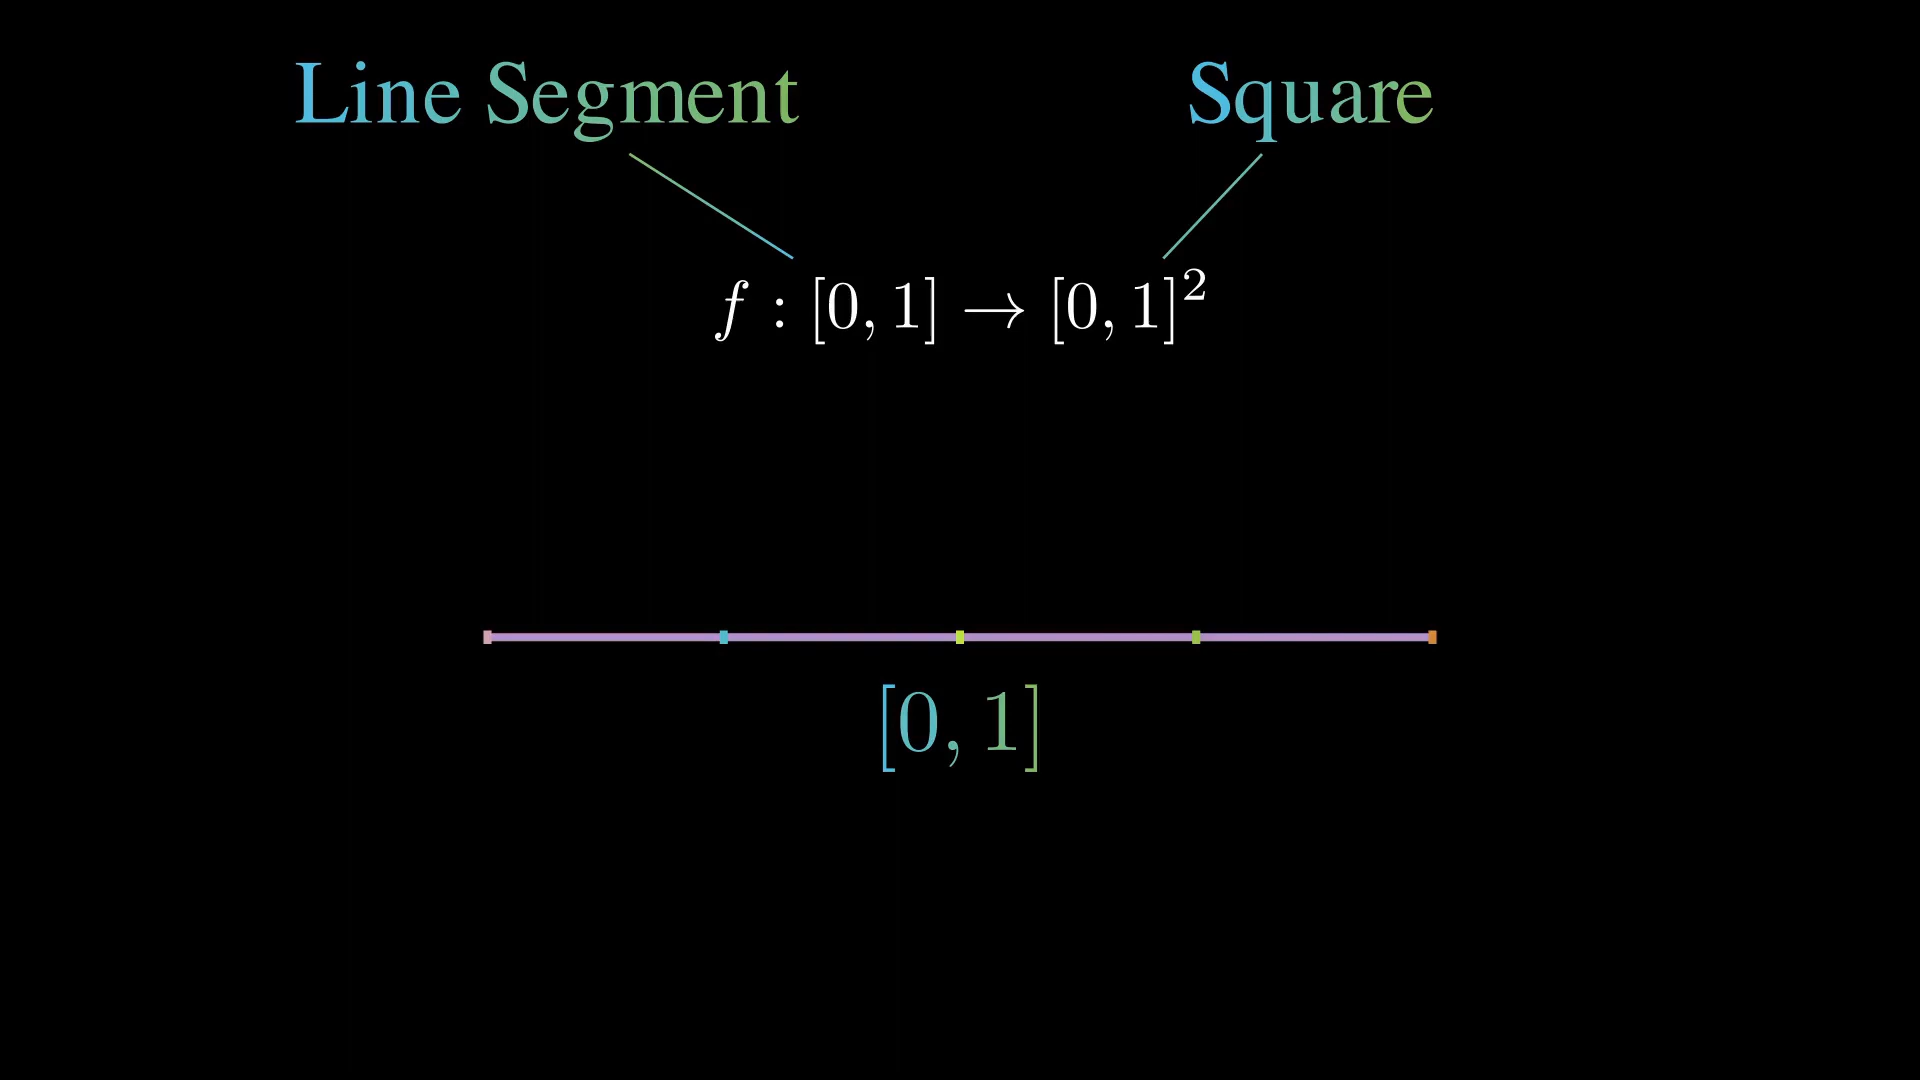 Line Segment Square
f : [0, 1] → [0, 1]²
[0, 1]